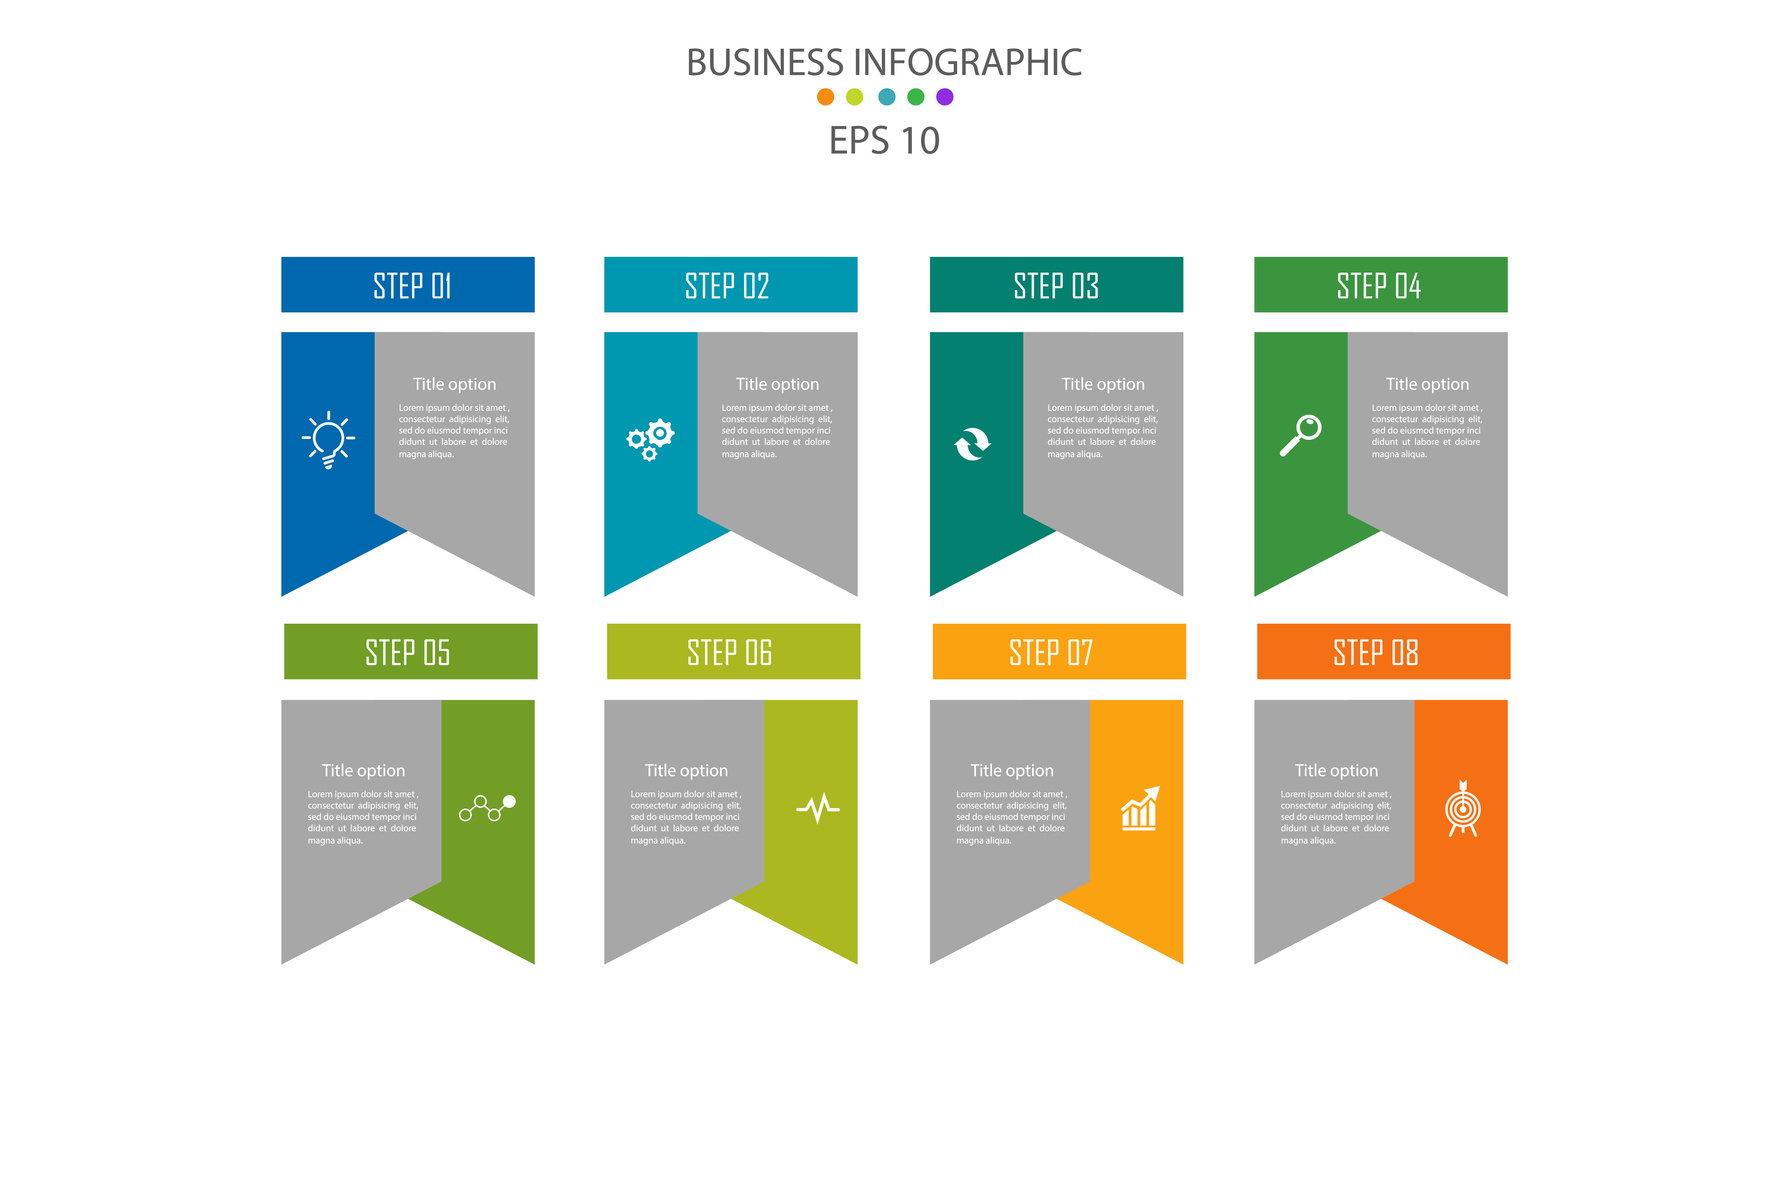 BUSINESS INFOGRAPHIC
EPS 10
STEP 01
Title option
Lorem ipsum dolor sit amet ,
consectetur adipisicing elit,
sed do eiusmod tempor inci
didunt ut labore et dolore
magna aliqua.
STEP 02
Title option
Lorem ipsum dolor sit amet ,
consectetur adipisicing elit,
sed do eiusmod tempor inci
didunt ut labore et dolore
magna aliqua.
STEP 03
Title option
Lorem ipsum dolor sit amet ,
consectetur adipisicing elit,
sed do eiusmod tempor inci
didunt ut labore et dolore
magna aliqua.
STEP 04
Title option
Lorem ipsum dolor sit amet ,
consectetur adipisicing elit,
sed do eiusmod tempor inci
didunt ut labore et dolore
magna aliqua.
STEP 05
Title option
Lorem ipsum dolor sit amet ,
consectetur adipisicing elit,
sed do eiusmod tempor inci
didunt ut labore et dolore
magna aliqua.
STEP 06
Title option
Lorem ipsum dolor sit amet ,
consectetur adipisicing elit,
sed do eiusmod tempor inci
didunt ut labore et dolore
magna aliqua.
STEP 07
Title option
Lorem ipsum dolor sit amet ,
consectetur adipisicing elit,
sed do eiusmod tempor inci
didunt ut labore et dolore
magna aliqua.
STEP 08
Title option
Lorem ipsum dolor sit amet ,
consectetur adipisicing elit,
sed do eiusmod tempor inci
didunt ut labore et dolore
magna aliqua.